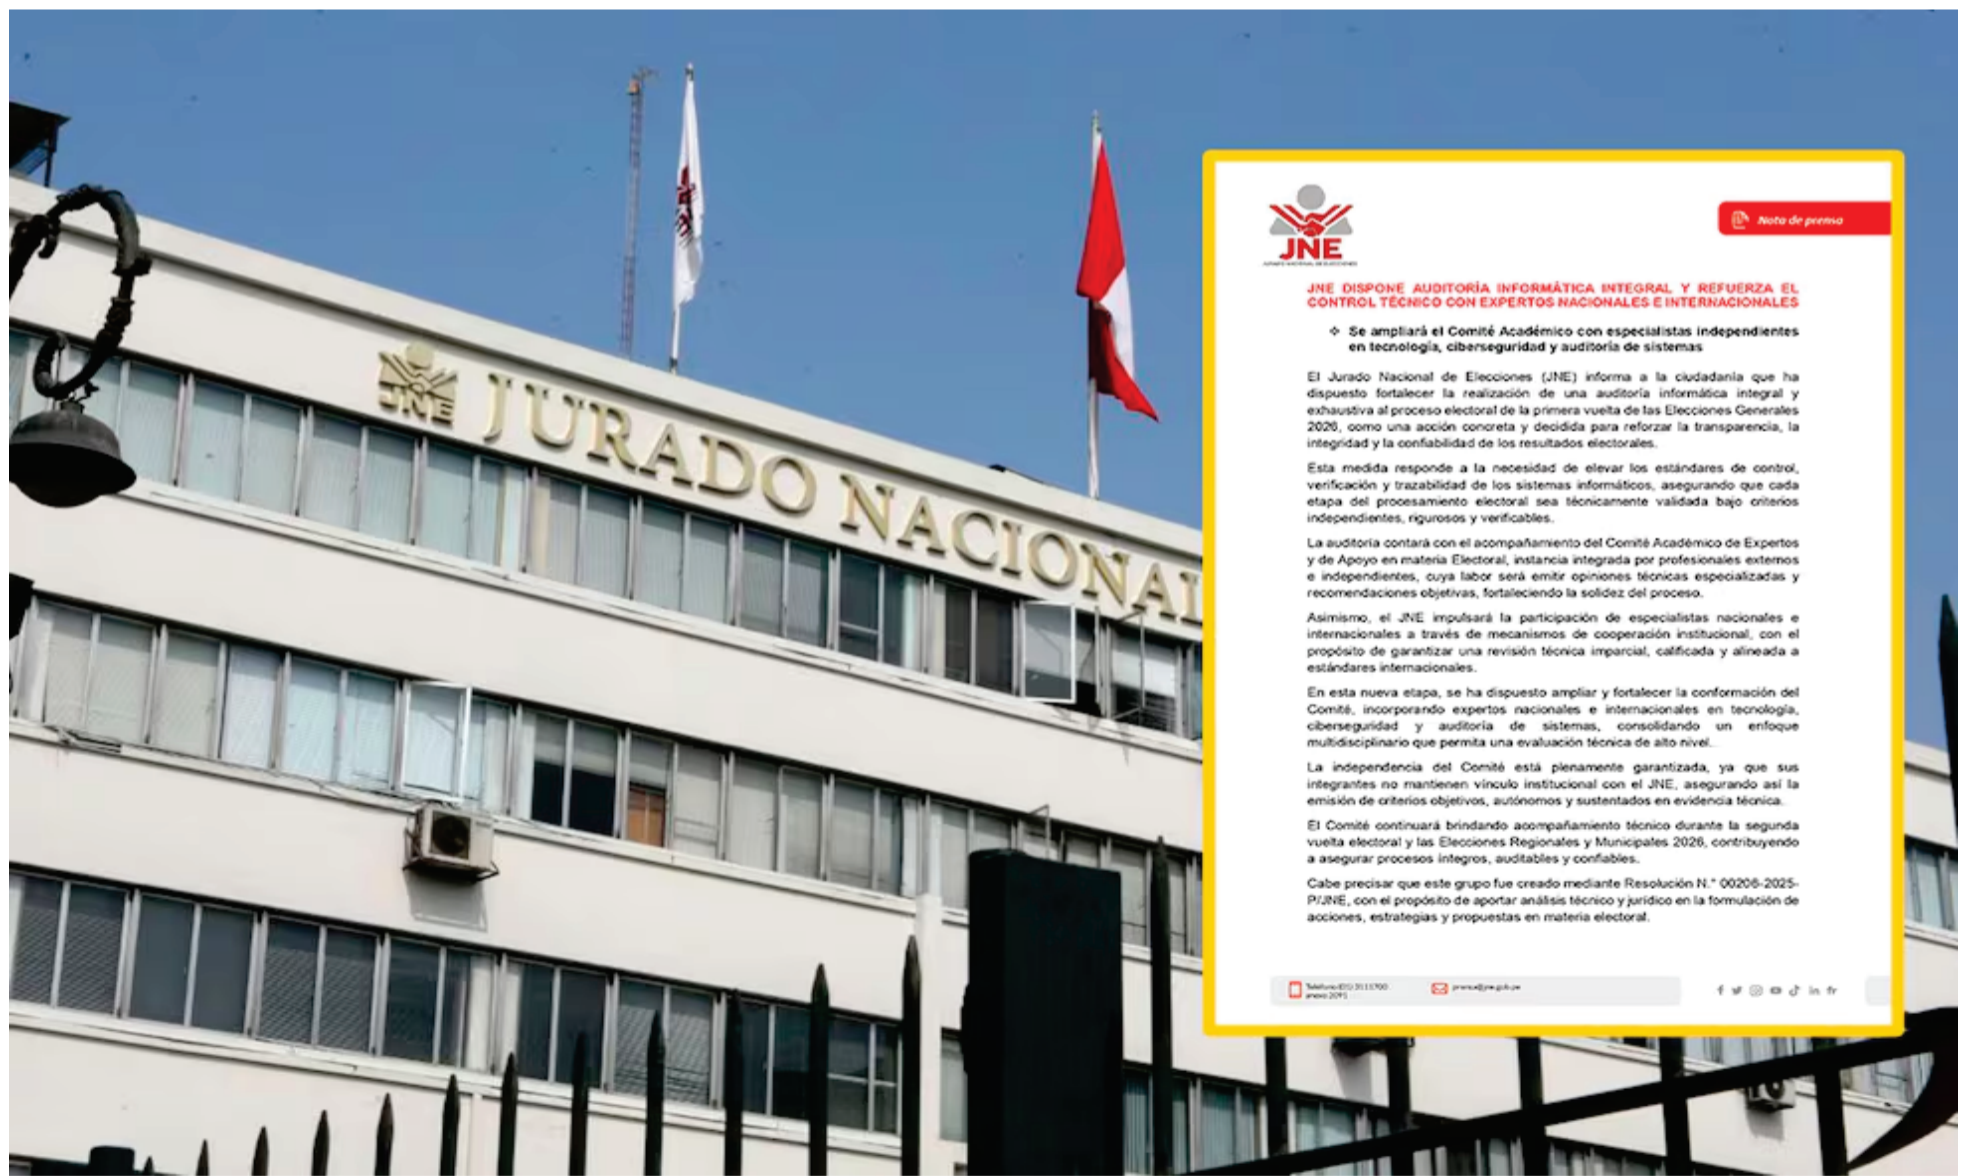 JNE JURADO NACIONAL
JNE
JURADO NACIONAL DE ELECCIONES
Nota de prensa
JNE DISPONE AUDITORÍA INFORMÁTICA INTEGRAL Y REFUERZA EL
CONTROL TÉCNICO CON EXPERTOS NACIONALES E INTERNACIONALES
❖ Se ampliará el Comité Académico con especialistas independientes
en tecnología, ciberseguridad y auditoría de sistemas
El Jurado Nacional de Elecciones (JNE) informa a la ciudadanía que ha
dispuesto fortalecer la realización de una auditoría informática integral y
exhaustiva al proceso electoral de la primera vuelta de las Elecciones Generales
2026, como una acción concreta y decidida para reforzar la transparencia, la
integridad y la confiabilidad de los resultados electorales.
Esta medida responde a la necesidad de elevar los estándares de control,
verificación y trazabilidad de los sistemas informáticos, asegurando que cada
etapa del procesamiento electoral sea técnicamente validada bajo criterios
independientes, rigurosos y verificables.
La auditoría contará con el acompañamiento del Comité Académico de Expertos
y de Apoyo en materia Electoral, instancia integrada por profesionales externos
e independientes, cuya labor será emitir opiniones técnicas especializadas y
recomendaciones objetivas, fortaleciendo la solidez del proceso.
Asimismo, el JNE impulsará la participación de especialistas nacionales e
internacionales a través de mecanismos de cooperación institucional, con el
propósito de garantizar una revisión técnica imparcial, calificada y alineada a
estándares internacionales.
En esta nueva etapa, se ha dispuesto ampliar y fortalecer la conformación del
Comité, incorporando expertos nacionales e internacionales en tecnología,
ciberseguridad y auditoría de sistemas, consolidando un enfoque
multidisciplinario que permita una evaluación técnica de alto nivel.
La independencia del Comité está plenamente garantizada, ya que sus
integrantes no mantienen vínculo institucional con el JNE, asegurando así la
emisión de criterios objetivos, autónomos y sustentados en evidencia técnica.
El Comité continuará brindando acompañamiento técnico durante la segunda
vuelta electoral y las Elecciones Regionales y Municipales 2026, contribuyendo
a asegurar procesos íntegros, auditables y confiables.
Cabe precisar que este grupo fue creado mediante Resolución N.° 00206-2025-
P/JNE, con el propósito de aportar análisis técnico y jurídico en la formulación de
acciones, estrategias y propuestas en materia electoral.
Teléfono (01) 3111700
anexo 2091
prensa@jne.gob.pe